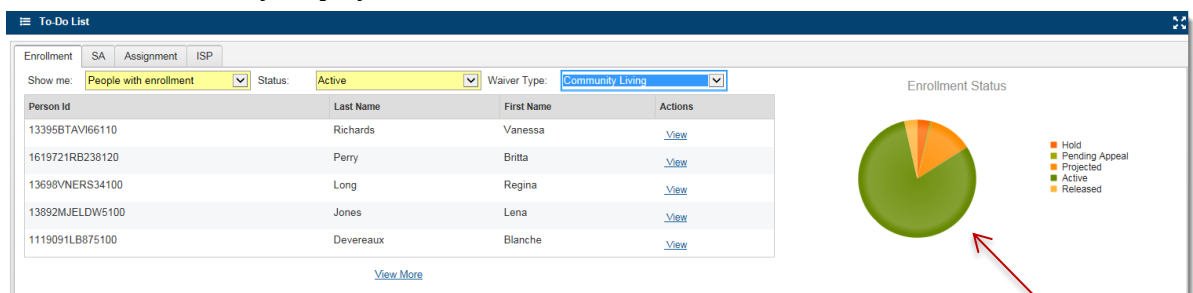 To-Do List
Enrollment SA Assignment ISP
Show me: People with enrollment Status: Active Waiver Type: Community Living
Enrollment Status
Person Id Last Name First Name Actions
13395BTAVI66110 Richards Vanessa View
1619721RB238120 Perry Britta View
13698VNERS34100 Long Regina View
13892MJELDW5100 Jones Lena View
1119091LB875100 Devereaux Blanche View
View More
Hold
Pending Appeal
Projected
Active
Released